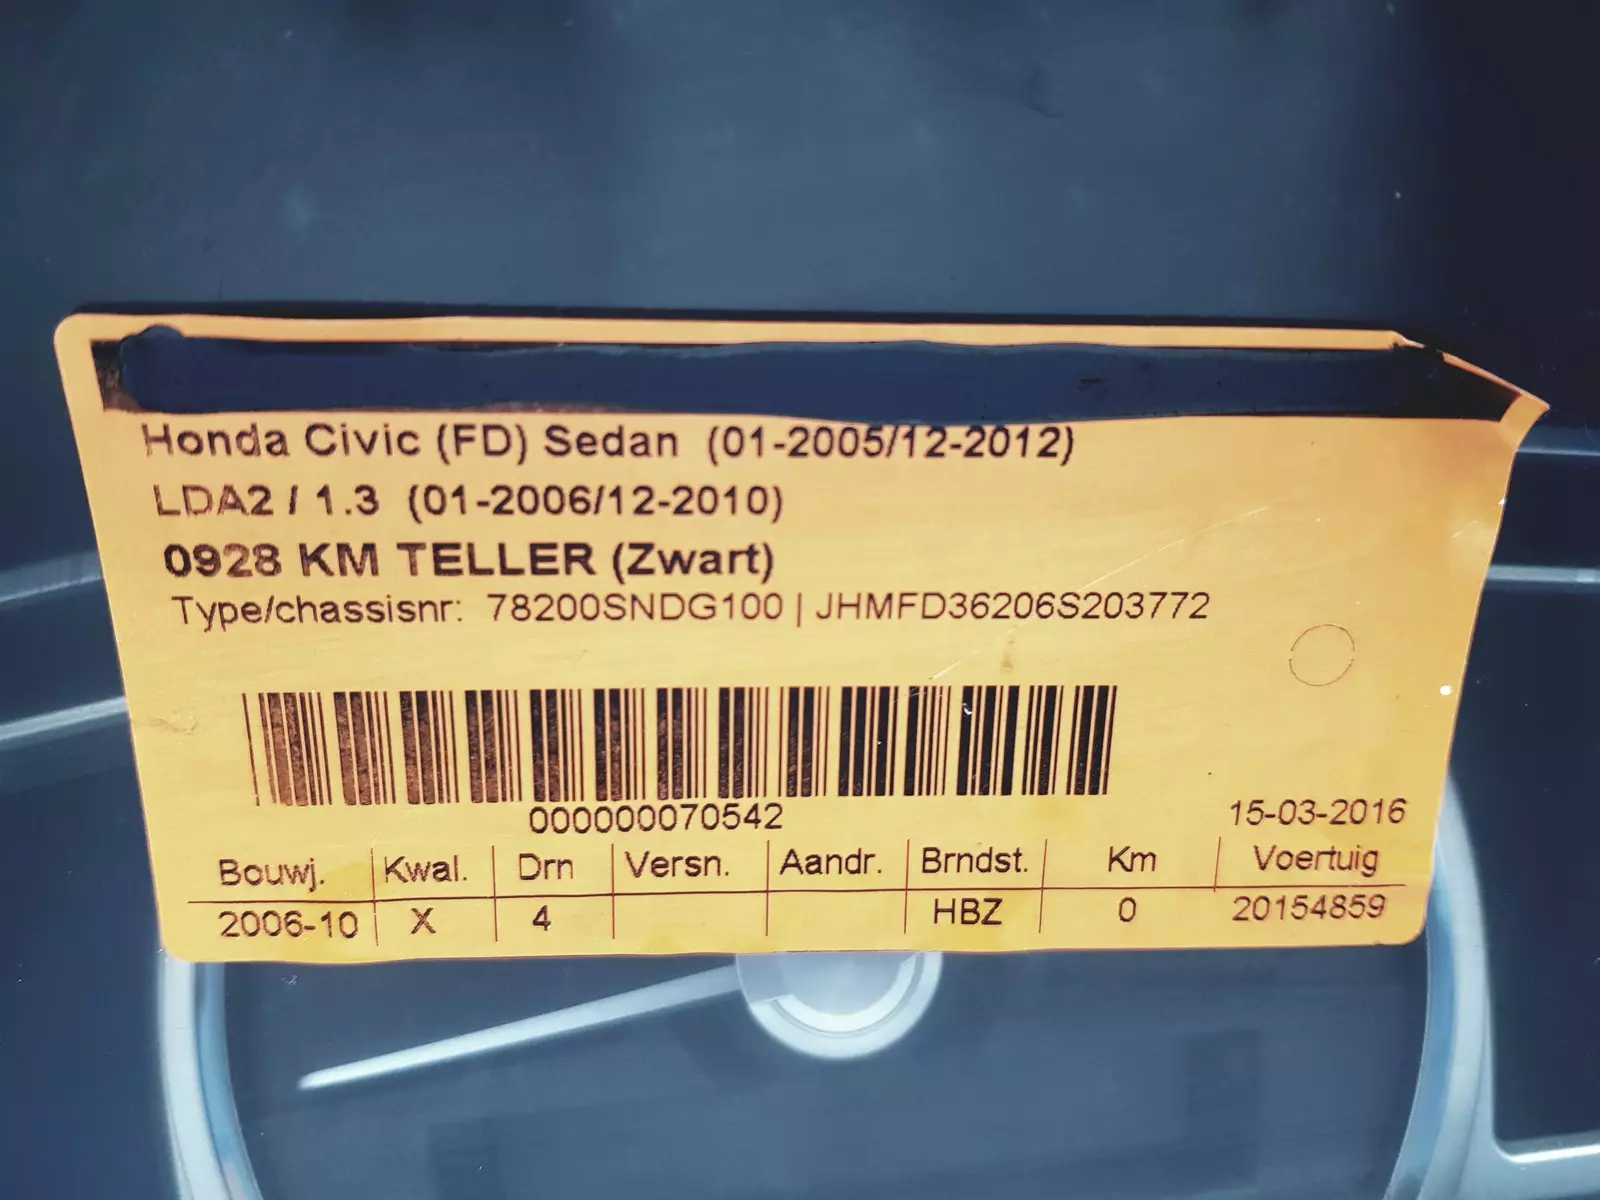 Honda Civic (FD) Sedan (01-2005/12-2012)
LDA2 / 1.3 (01-2006/12-2010)
0928 KM TELLER (Zwart)
Type/chassisnr: 78200SNDG100 | JHMFD36206S203772
000000070542
15-03-2016
Bouwj. Kwal. Drn Versn. Aandr. Brndst. Km Voertuig
2006-10 X 4 HBZ 0 20154859